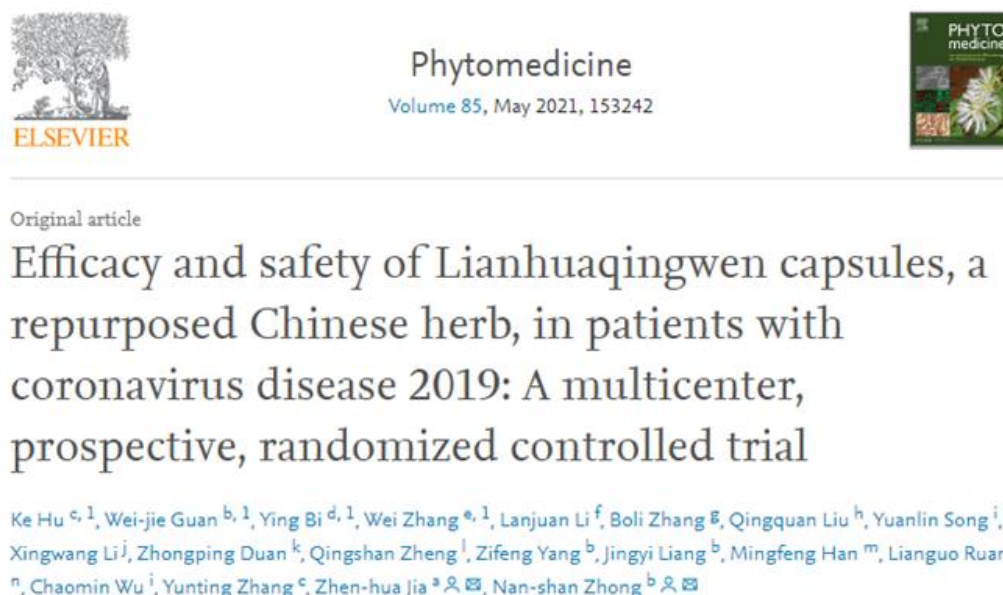 ELSEVIER
Phytomedicine
Volume 85, May 2021, 153242
PHYTO
medicine
Original article
Efficacy and safety of Lianhuaqingwen capsules, a
repurposed Chinese herb, in patients with
coronavirus disease 2019: A multicenter,
prospective, randomized controlled trial
Ke Hu c, 1, Wei-jie Guan b, 1, Ying Bi d, 1, Wei Zhang e, 1, Lanjuan Li f, Boli Zhang g, Qingquan Liu h, Yuanlin Song i,
Xingwang Li j, Zhongping Duan k, Qingshan Zheng l, Zifeng Yang b, Jingyi Liang b, Mingfeng Han m, Lianguo Ruan
n, Chaomin Wu i, Yunting Zhang c, Zhen-hua Jia a, Nan-shan Zhong b